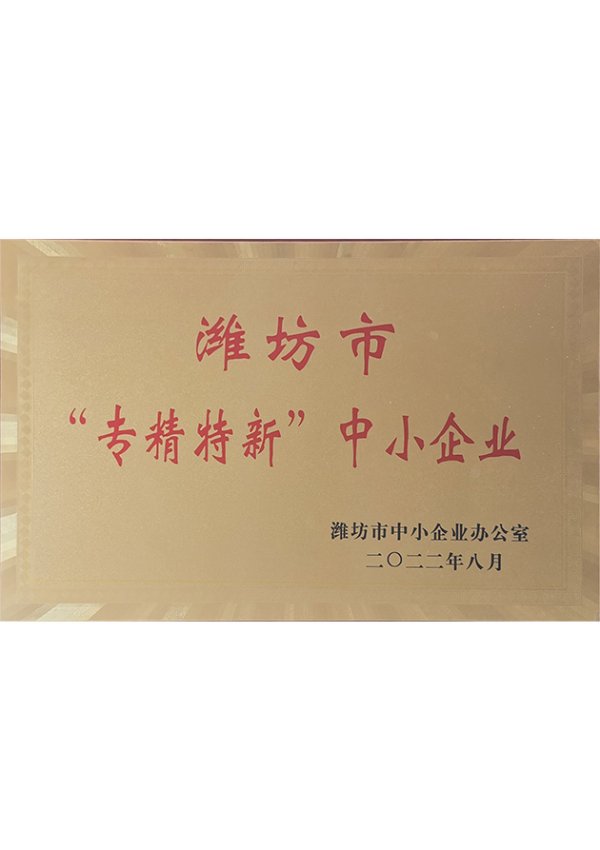 潍坊市
“专精特新”中小企业
潍坊市中小企业办公室
二〇二二年八月